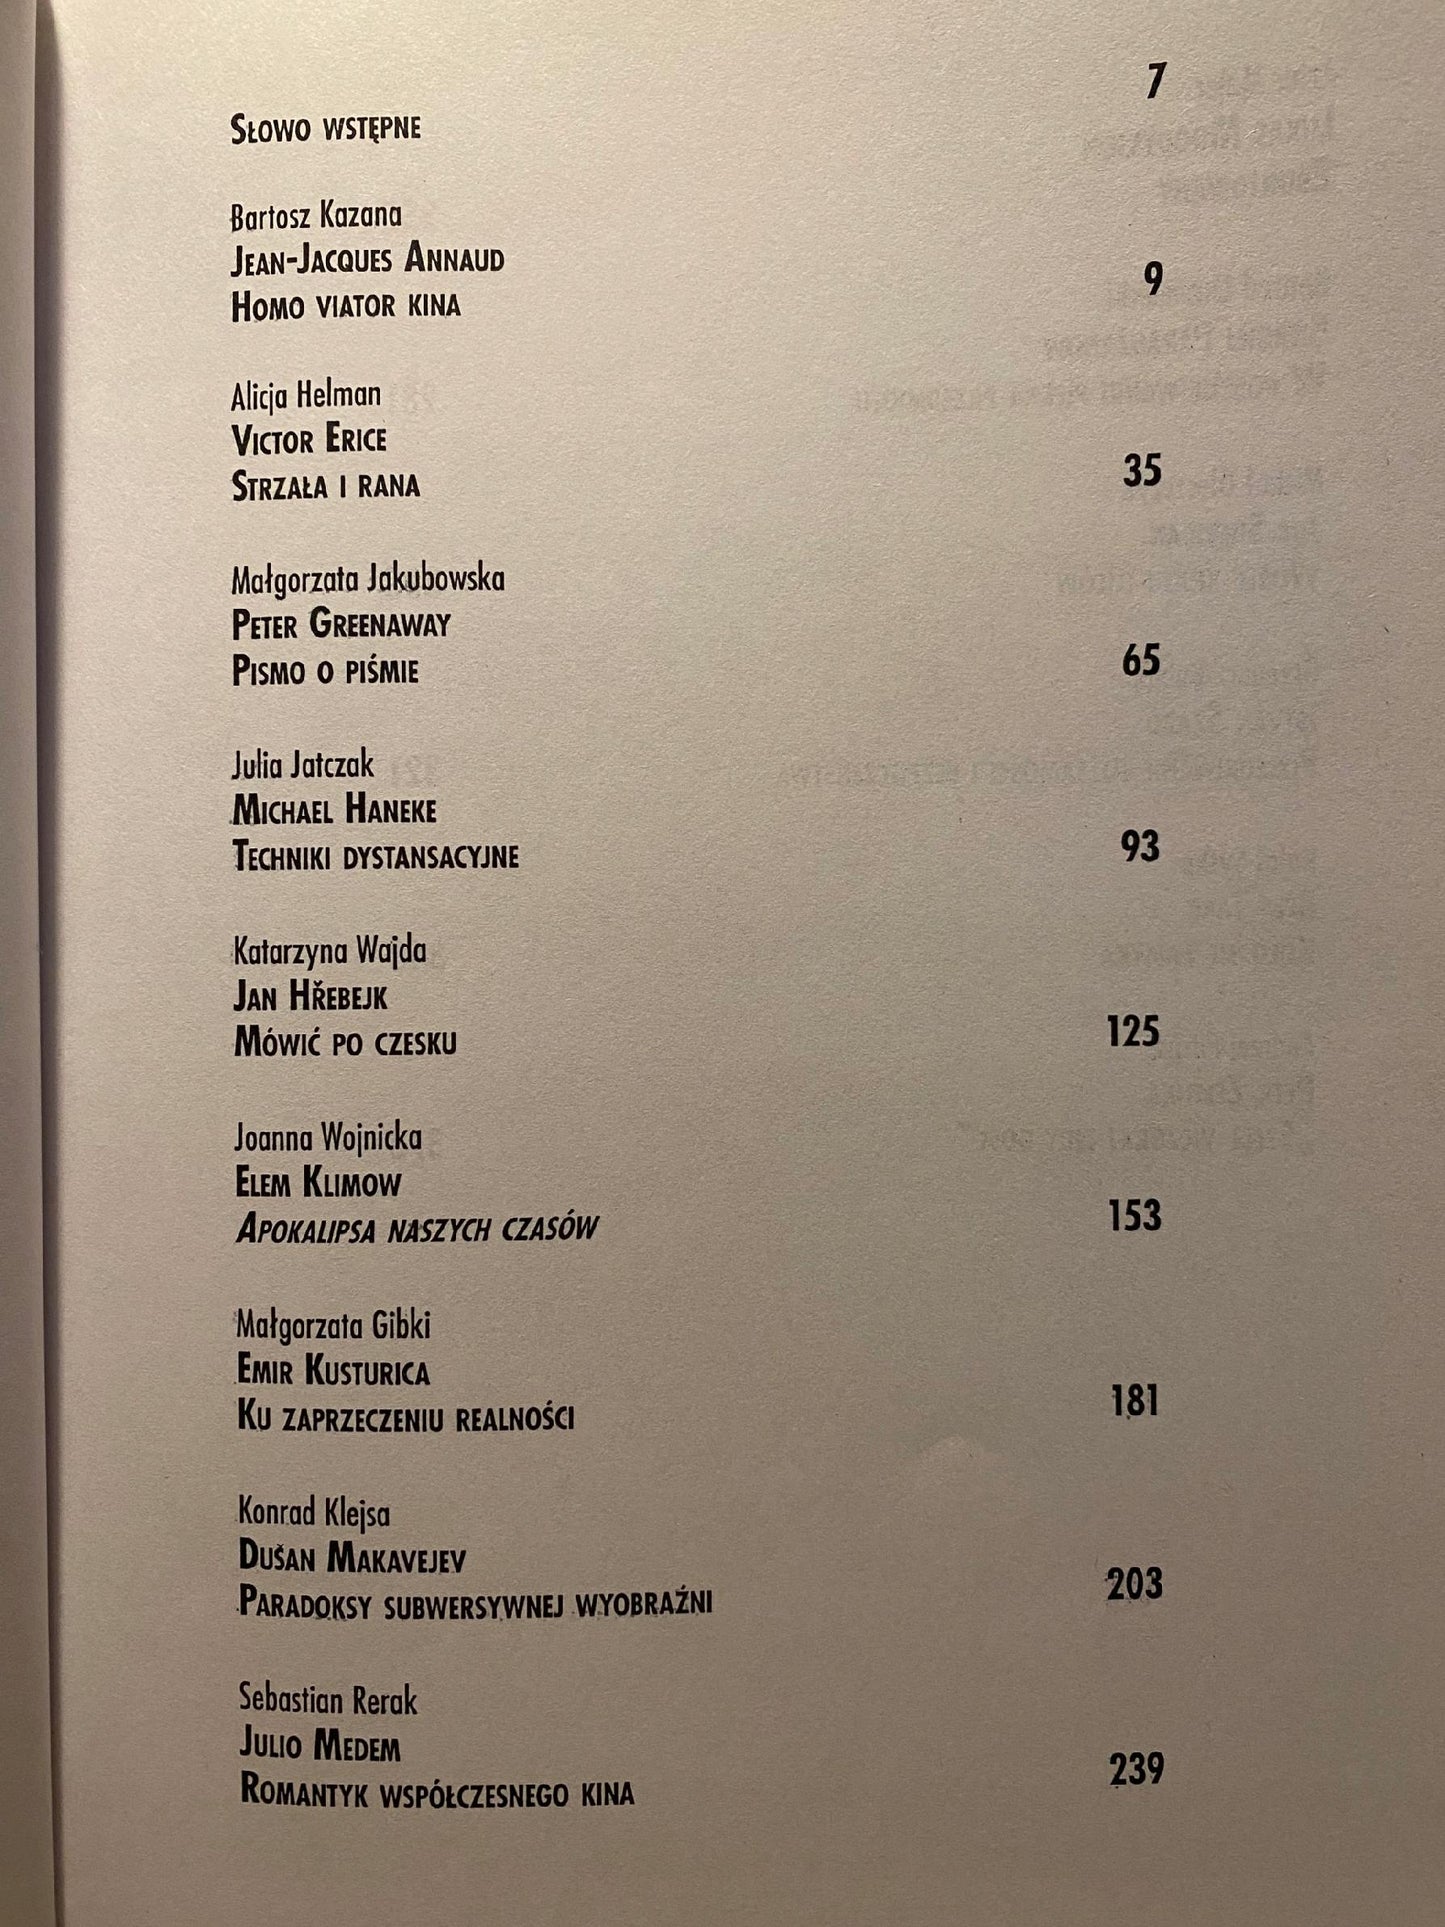 Słowo wstępne 7
Bartosz Kazana
Jean-Jacques Annaud
Homo viator kina 9
Alicja Helman
Victor Erice
Strzała i rana 35
Małgorzata Jakubowska
Peter Greenaway
Pismo o piśmie 65
Julia Jatczak
Michael Haneke
Techniki dystansacyjne 93
Katarzyna Wajda
Jan Hřebejk
Mówić po czesku 125
Joanna Wojnicka
Elem Klimow
Apokalipsa naszych czasów 153
Małgorzata Gibki
Emir Kusturica
Ku zaprzeczeniu realności 181
Konrad Klejsa
Dušan Makavejev
Paradoksy subwersywnej wyobraźni 203
Sebastian Rerak
Julio Medem
Romantyk współczesnego kina 239